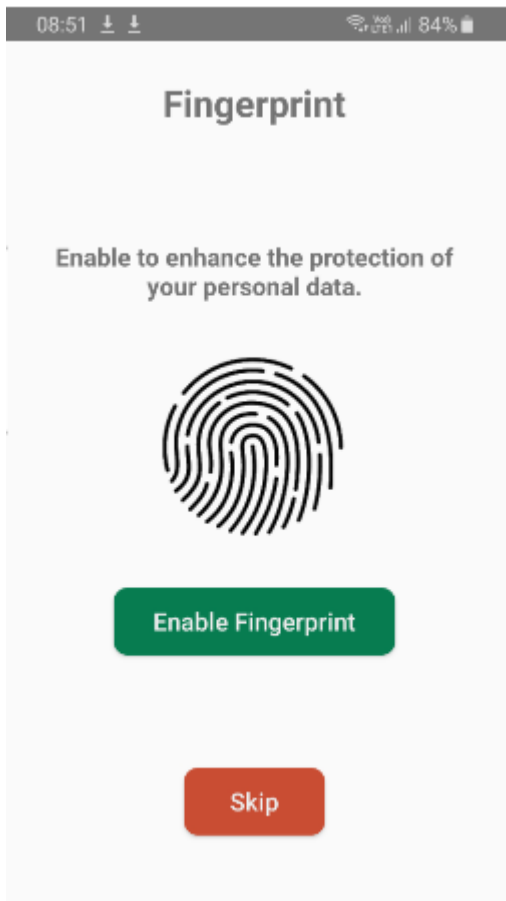 08:51 84%
Fingerprint
Enable to enhance the protection of
your personal data.
Enable Fingerprint
Skip